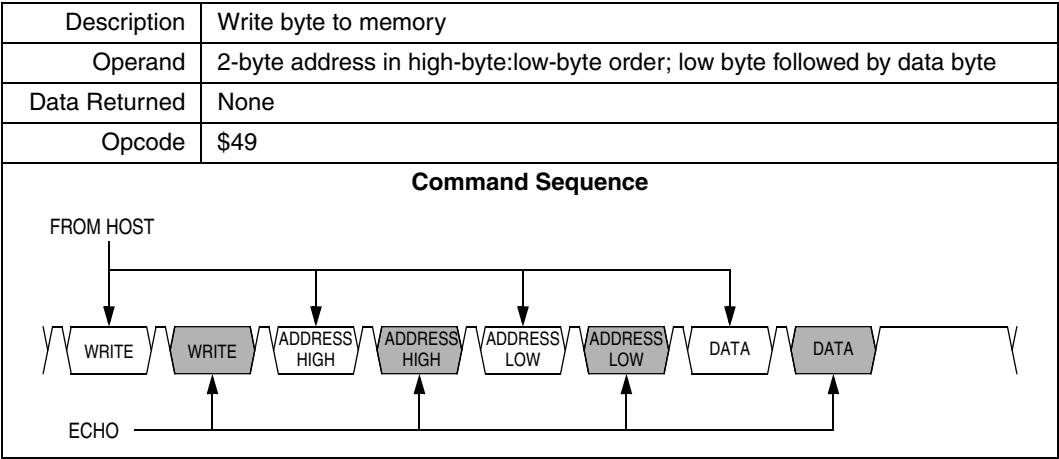 Description Write byte to memory
Operand 2-byte address in high-byte:low-byte order; low byte followed by data byte
Data Returned None
Opcode $49
Command Sequence
FROM HOST
WRITE WRITE ADDRESS HIGH ADDRESS HIGH ADDRESS LOW ADDRESS LOW DATA DATA
ECHO